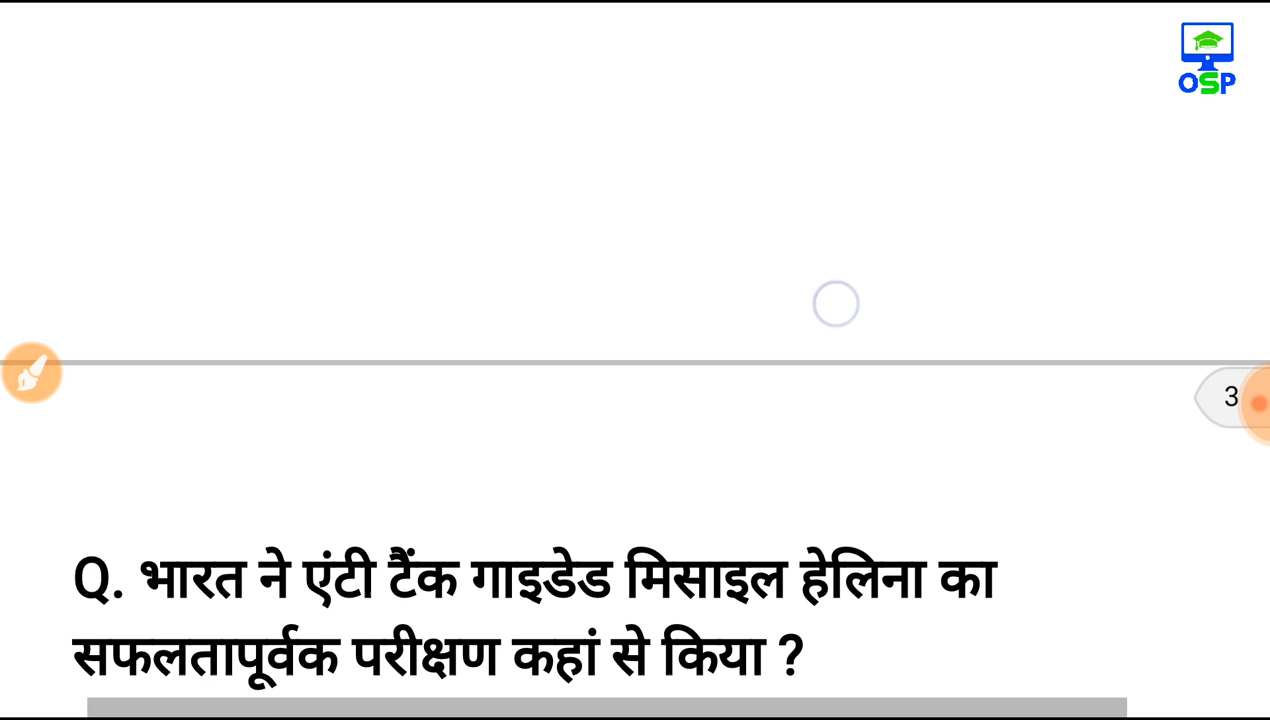 OSP
3
Q. भारत ने एंटी टैंक गाइडेड मिसाइल हेलिना का
सफलतापूर्वक परीक्षण कहां से किया ?